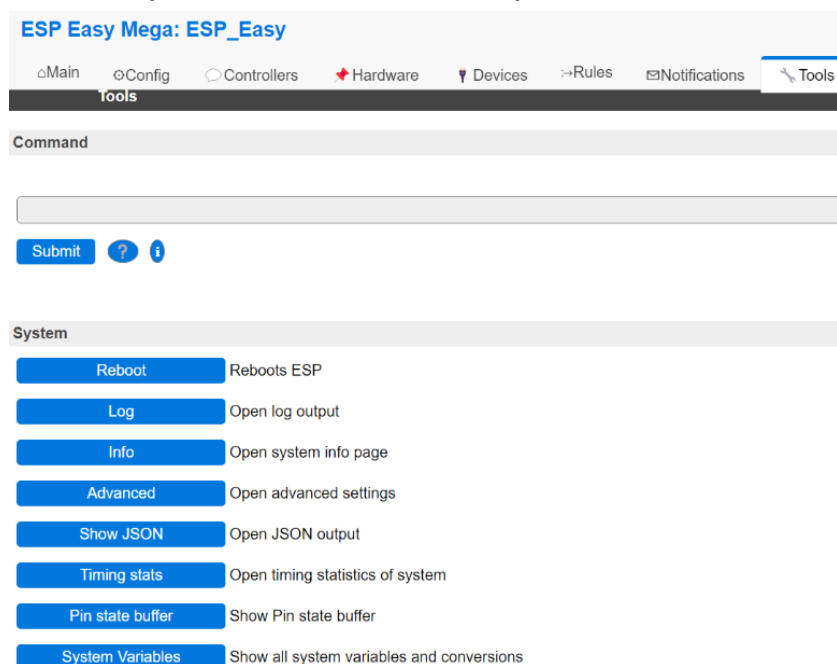 ESP Easy Mega: ESP_Easy
Main Config Controllers Hardware Devices Rules Notifications Tools
Tools
Command
Submit ? i
System
Reboot Reboots ESP
Log Open log output
Info Open system info page
Advanced Open advanced settings
Show JSON Open JSON output
Timing stats Open timing statistics of system
Pin state buffer Show Pin state buffer
System Variables Show all system variables and conversions